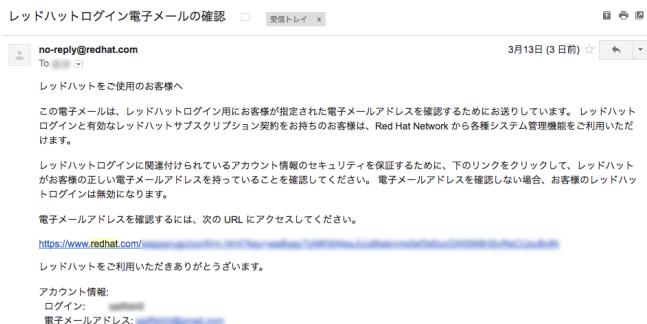 レッドハットログイン電子メールの確認
受信トレイ x
no-reply@redhat.com
3月13日 (3 日前)
To
レッドハットをご使用のお客様へ
この電子メールは、レッドハットログイン用にお客様が指定された電子メールアドレスを確認するためにお送りしています。 レッドハット
ログインと有効なレッドハットサブスクリプション契約をお持ちのお客様は、Red Hat Network から各種システム管理機能をご利用いただ
けます。
レッドハットログインに関連付けられているアカウント情報のセキュリティを保証するために、下のリンクをクリックして、レッドハット
がお客様の正しい電子メールアドレスを持っていることを確認してください。 電子メールアドレスを確認しない場合、お客様のレッドハッ
トログインは無効になります。
電子メールアドレスを確認するには、次の URL にアクセスしてください。
https://www.redhat.com/
レッドハットをご利用いただきありがとうざいます。
アカウント情報:
ログイン:
電子メールアドレス: